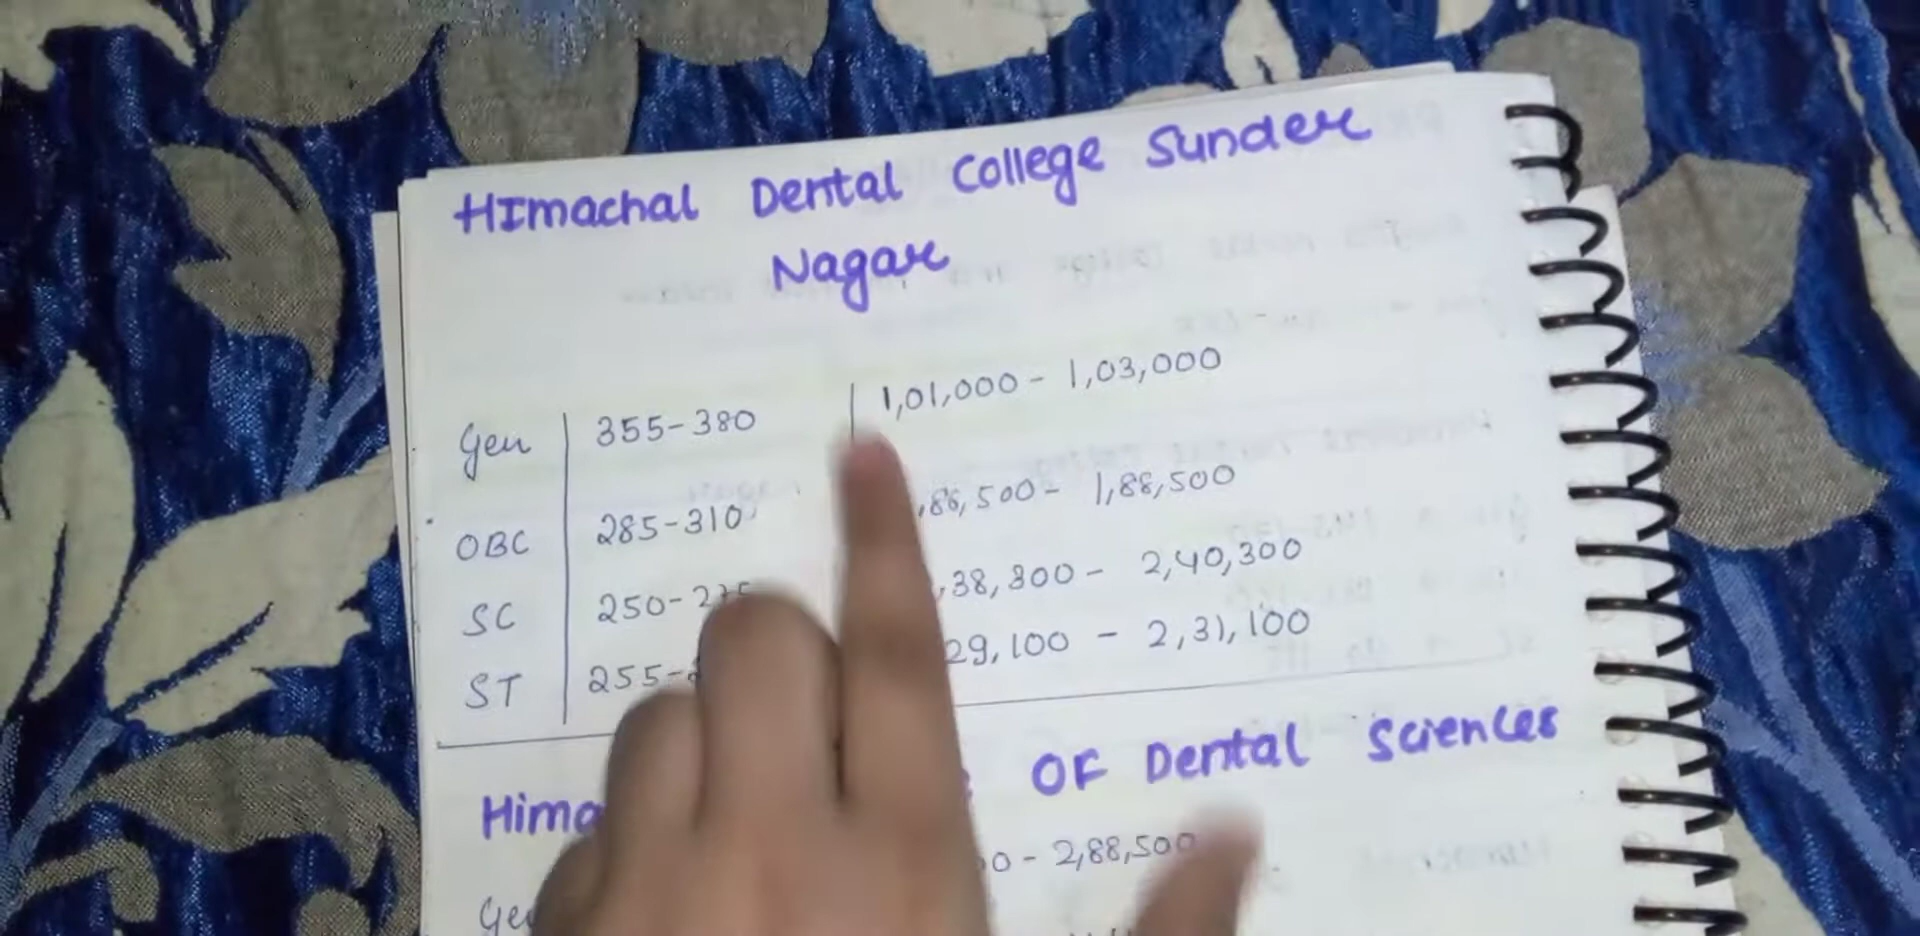 HImachal Dental College Sunder
Nagar
Gen 355-380 1,01,000 - 1,03,000
OBC 285-310 ,86,500 - 1,88,500
SC 250-275 ,38,300 - 2,40,300
ST 255- 29,100 - 2,31,100
OF Dental Sciences
0 - 2,88,500